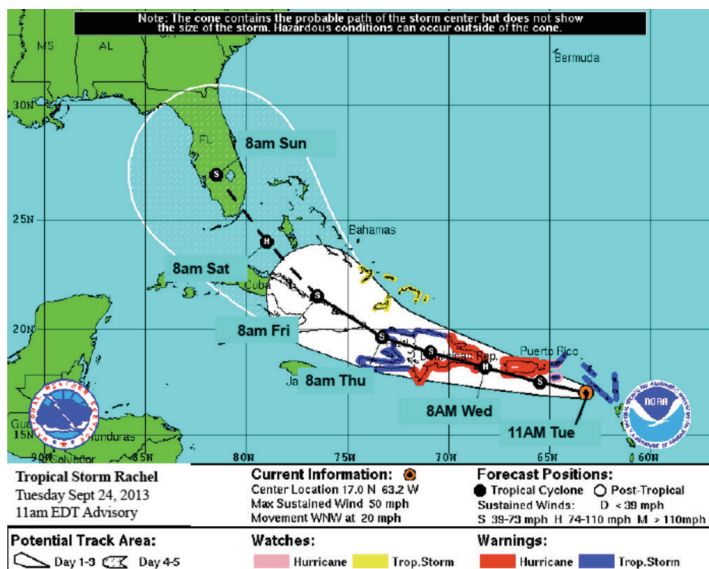 Note: The cone contains the probable path of the storm center but does not show
the size of the storm. Hazardous conditions can occur outside of the cone.
MS
AL
Bermuda
30N
FL
8am Sun
25N
Bahamas
8am Sat
Cuba
8am Fri
20N
Puerto Rico
Rep.
Ja
8am Thu
8AM Wed
NOAA
15N
11AM Tue
Honduras
Salvador
85W
80W
75W
70W
65W
60W
S
H
S
S
S
H
S
Tropical Storm Rachel
Tuesday Sept 24, 2013
11am EDT Advisory
Current Information:
Center Location 17.0 N 63.2 W
Max Sustained Wind 50 mph
Movement WNW at 20 mph
Forecast Positions:
Tropical Cyclone Post-Tropical
Sustained Winds: D < 39 mph
S 39-73 mph H 74-110 mph M > 110mph
Potential Track Area:
Day 1-3 Day 4-5
Watches:
Hurricane Trop.Storm
Warnings:
Hurricane Trop.Storm